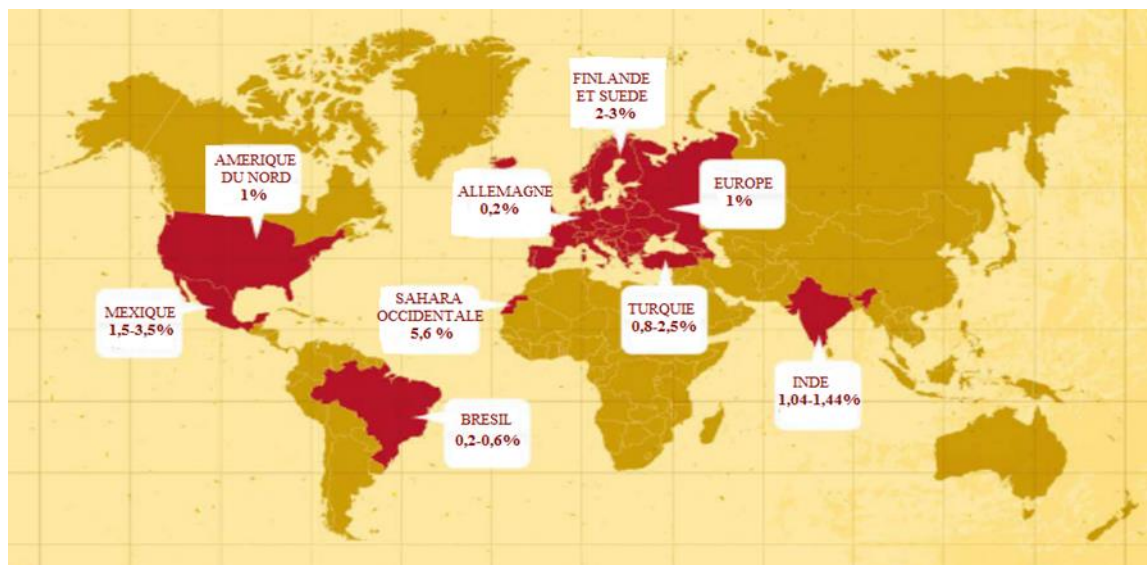 FINLANDE
ET SUEDE
2-3%
AMERIQUE
DU NORD
1%
ALLEMAGNE
0,2%
EUROPE
1%
MEXIQUE
1,5-3,5%
SAHARA
OCCIDENTALE
5,6 %
TURQUIE
0,8-2,5%
INDE
1,04-1,44%
BRESIL
0,2-0,6%